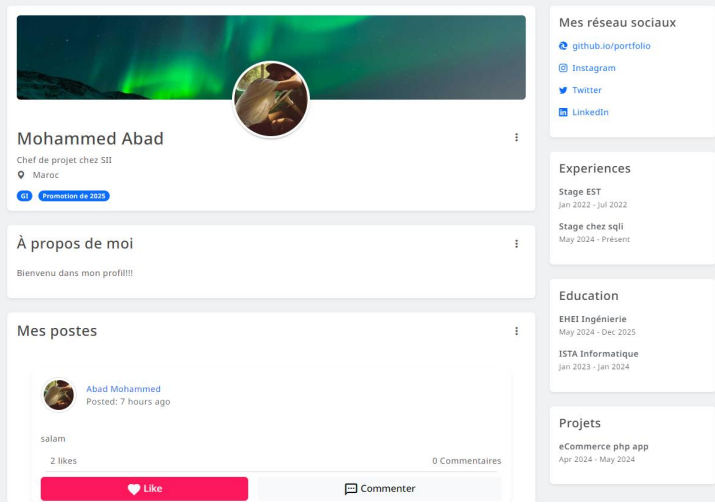 Mohammed Abad
Chef de projet chez SII
Maroc
GI Promotion de 2025
À propos de moi
Bienvenu dans mon profil!!!
Mes postes
Abad Mohammed
Posted: 7 hours ago
salam
2 likes 0 Commentaires
Like Commenter
Mes réseau sociaux
github.io/portfolio
Instagram
Twitter
LinkedIn
Experiences
Stage EST
Jan 2022 - Jul 2022
Stage chez sqli
May 2024 - Présent
Education
EHEI Ingénierie
May 2024 - Dec 2025
ISTA Informatique
Jan 2023 - Jan 2024
Projets
eCommerce php app
Apr 2024 - May 2024